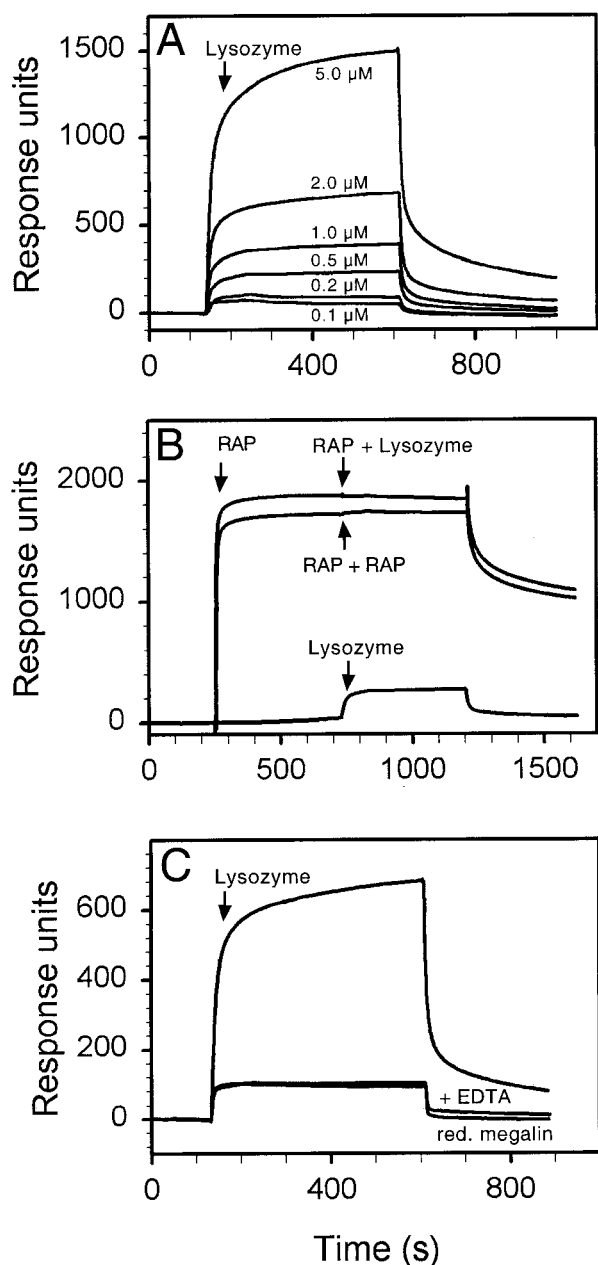 A
Lysozyme
1500
5.0 µM
1000
2.0 µM
500
1.0 µM
0.5 µM
0.2 µM
0
0.1 µM
Response units
0 400 800
B
RAP
RAP + Lysozyme
2000
RAP + RAP
1000
Lysozyme
0
Response units
0 500 1000 1500
C
Lysozyme
600
400
200
+ EDTA
0
red. megalin
Response units
0 400 800
Time (s)